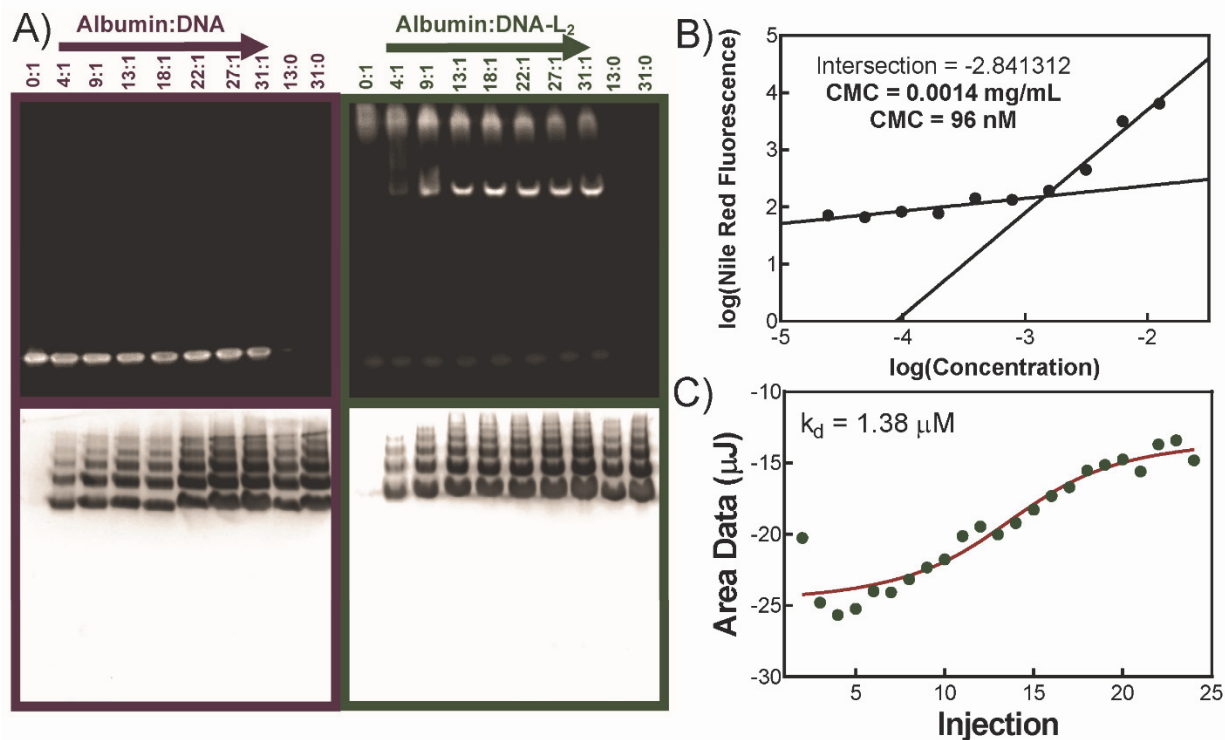 A)
Albumin:DNA
0:1 4:1 9:1 13:1 18:1 22:1 27:1 31:1 13:0 31:0
Albumin:DNA-L₂
0:1 4:1 9:1 13:1 18:1 22:1 27:1 31:1 13:0 31:0
B)
Intersection = -2.841312
CMC = 0.0014 mg/mL
CMC = 96 nM
log(Nile Red Fluorescence)
5
4
3
2
1
0
-5 -4 -3 -2
log(Concentration)
C)
k_d = 1.38 μM
Area Data (μJ)
-10
-15
-20
-25
-30
5 10 15 20 25
Injection